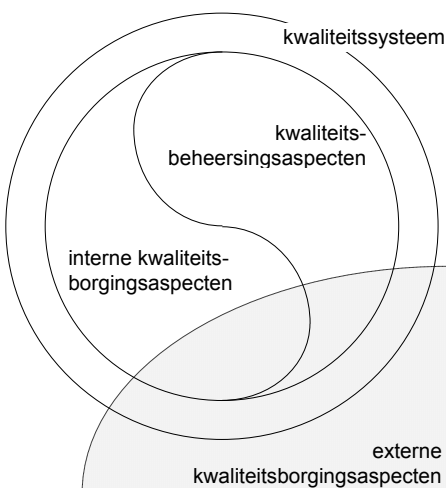 kwaliteitssysteem
kwaliteits-
beheersingsaspecten
interne kwaliteits-
borgingsaspecten
externe
kwaliteitsborgingsaspecten